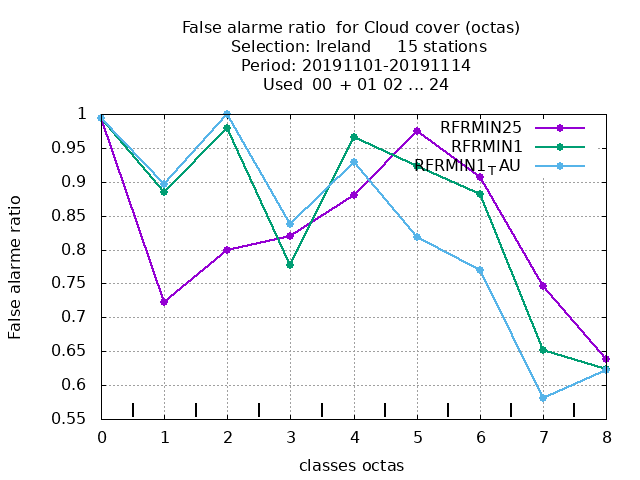 False alarme ratio  for Cloud cover (octas)
Selection: Ireland     15 stations
Period: 20191101-20191114
Used  00  + 01 02 ... 24
RFRMIN25
RFRMIN1
RFRMIN1TAU
1
0.95
0.9
0.85
0.8
0.75
0.7
0.65
0.6
0.55
False alarme ratio
0 1 2 3 4 5 6 7 8
classes octas